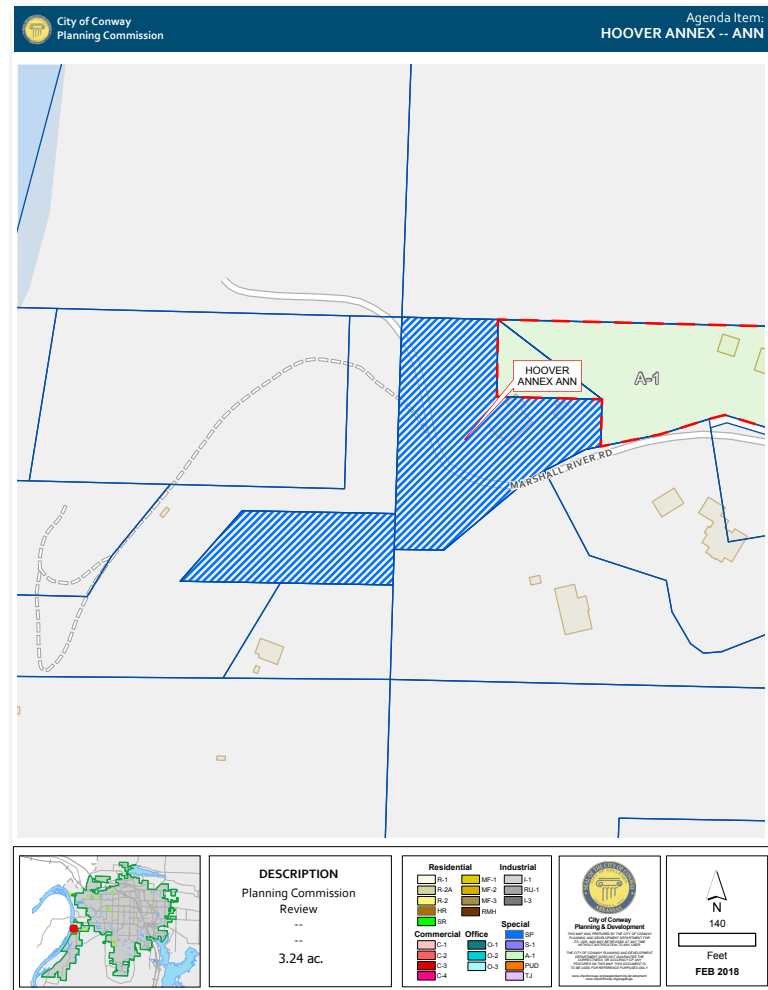 City of Conway
Planning Commission
Agenda Item:
HOOVER ANNEX -- ANN
HOOVER
ANNEX ANN
A-1
MARSHALL RIVER RD
DESCRIPTION
Planning Commission
Review
--
--
3.24 ac.
Residential
R-1
R-2A
R-2
HR
SR
MF-1
MF-2
MF-3
RMH
Industrial
I-1
RU-1
I-3
Commercial
C-1
C-2
C-3
C-4
Office
O-1
O-2
O-3
Special
SP
S-1
A-1
PUD
TJ
City of Conway
Planning & Development
N
140
Feet
FEB 2018